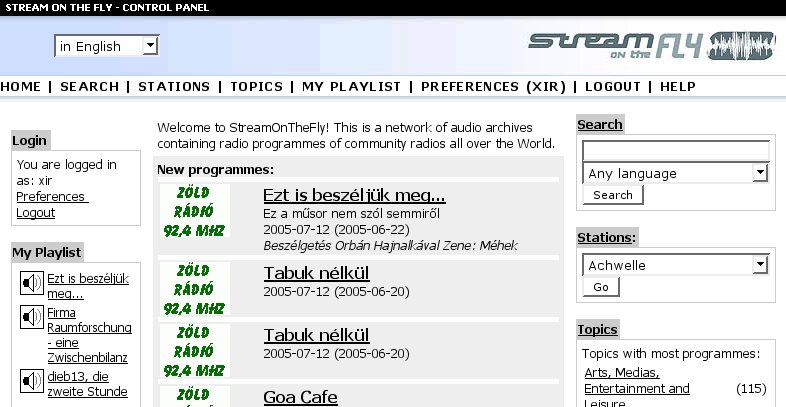 STREAM ON THE FLY - CONTROL PANEL
in English
STREAM ON THE FLY
HOME | SEARCH | STATIONS | TOPICS | MY PLAYLIST | PREFERENCES (XIR) | LOGOUT | HELP
Login
You are logged in
as: xir
Preferences
Logout
My Playlist
Ezt is beszéljük
meg...
Firma
Raumforschung
- eine
Zwischenbilanz
dieb13, die
zweite Stunde
Welcome to StreamOnTheFly! This is a network of audio archives
containing radio programmes of community radios all over the World.
New programmes:
ZÖLD
RÁDIÓ
92,4 MHZ
Ezt is beszéljük meg...
Ez a műsor nem szól semmiről
2005-07-12 (2005-06-22)
Beszélgetés Orbán Hajnalkával Zene: Méhek
ZÖLD
RÁDIÓ
92,4 MHZ
Tabuk nélkül
2005-07-12 (2005-06-20)
ZÖLD
RÁDIÓ
92,4 MHZ
Tabuk nélkül
2005-07-12 (2005-06-20)
ZÖLD
Goa Cafe
Search
Any language
Search
Stations:
Achwelle
Go
Topics
Topics with most programmes:
Arts, Medias,
Entertainment and (115)
Leisure